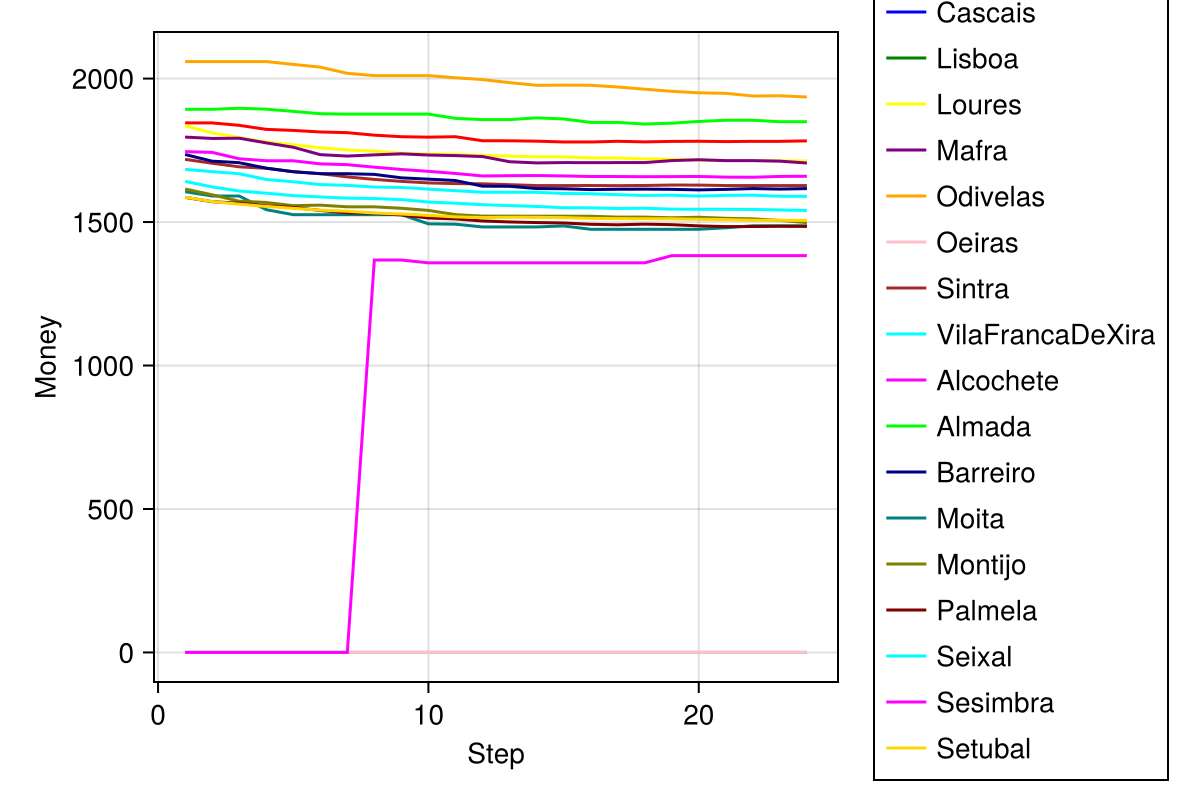 Cascais
Lisboa
Loures
Mafra
Odivelas
Oeiras
Sintra
VilaFrancaDeXira
Alcochete
Almada
Barreiro
Moita
Montijo
Palmela
Seixal
Sesimbra
Setubal
2000
1500
1000
500
0
Money
0 10 20
Step